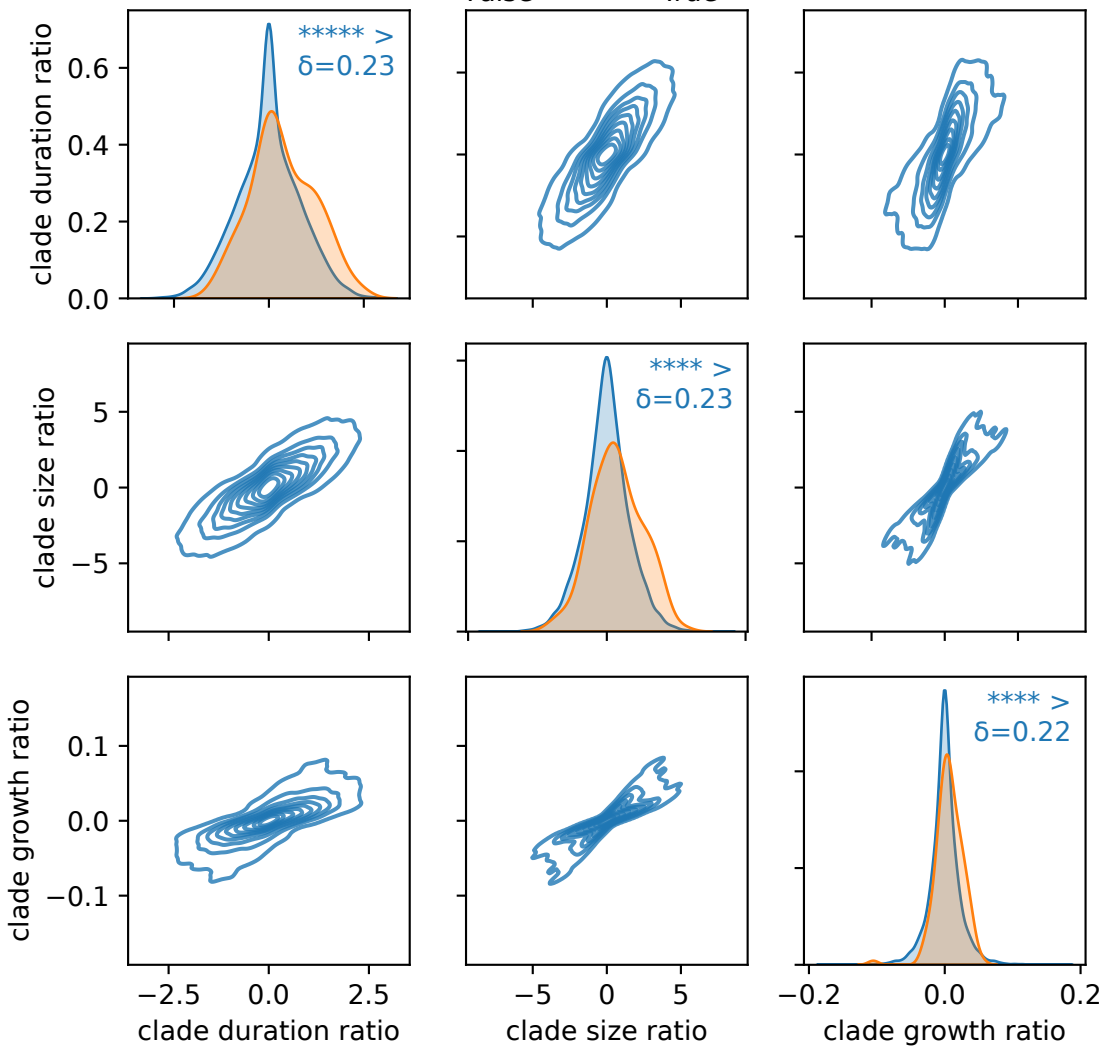 clade duration ratio
0.6
0.4
0.2
0.0
***** >
δ=0.23
clade size ratio
5
0
−5
**** >
δ=0.23
clade growth ratio
0.1
0.0
−0.1
**** >
δ=0.22
−2.5 0.0 2.5
−5 0 5
−0.2 0.0 0.2
clade duration ratio
clade size ratio
clade growth ratio